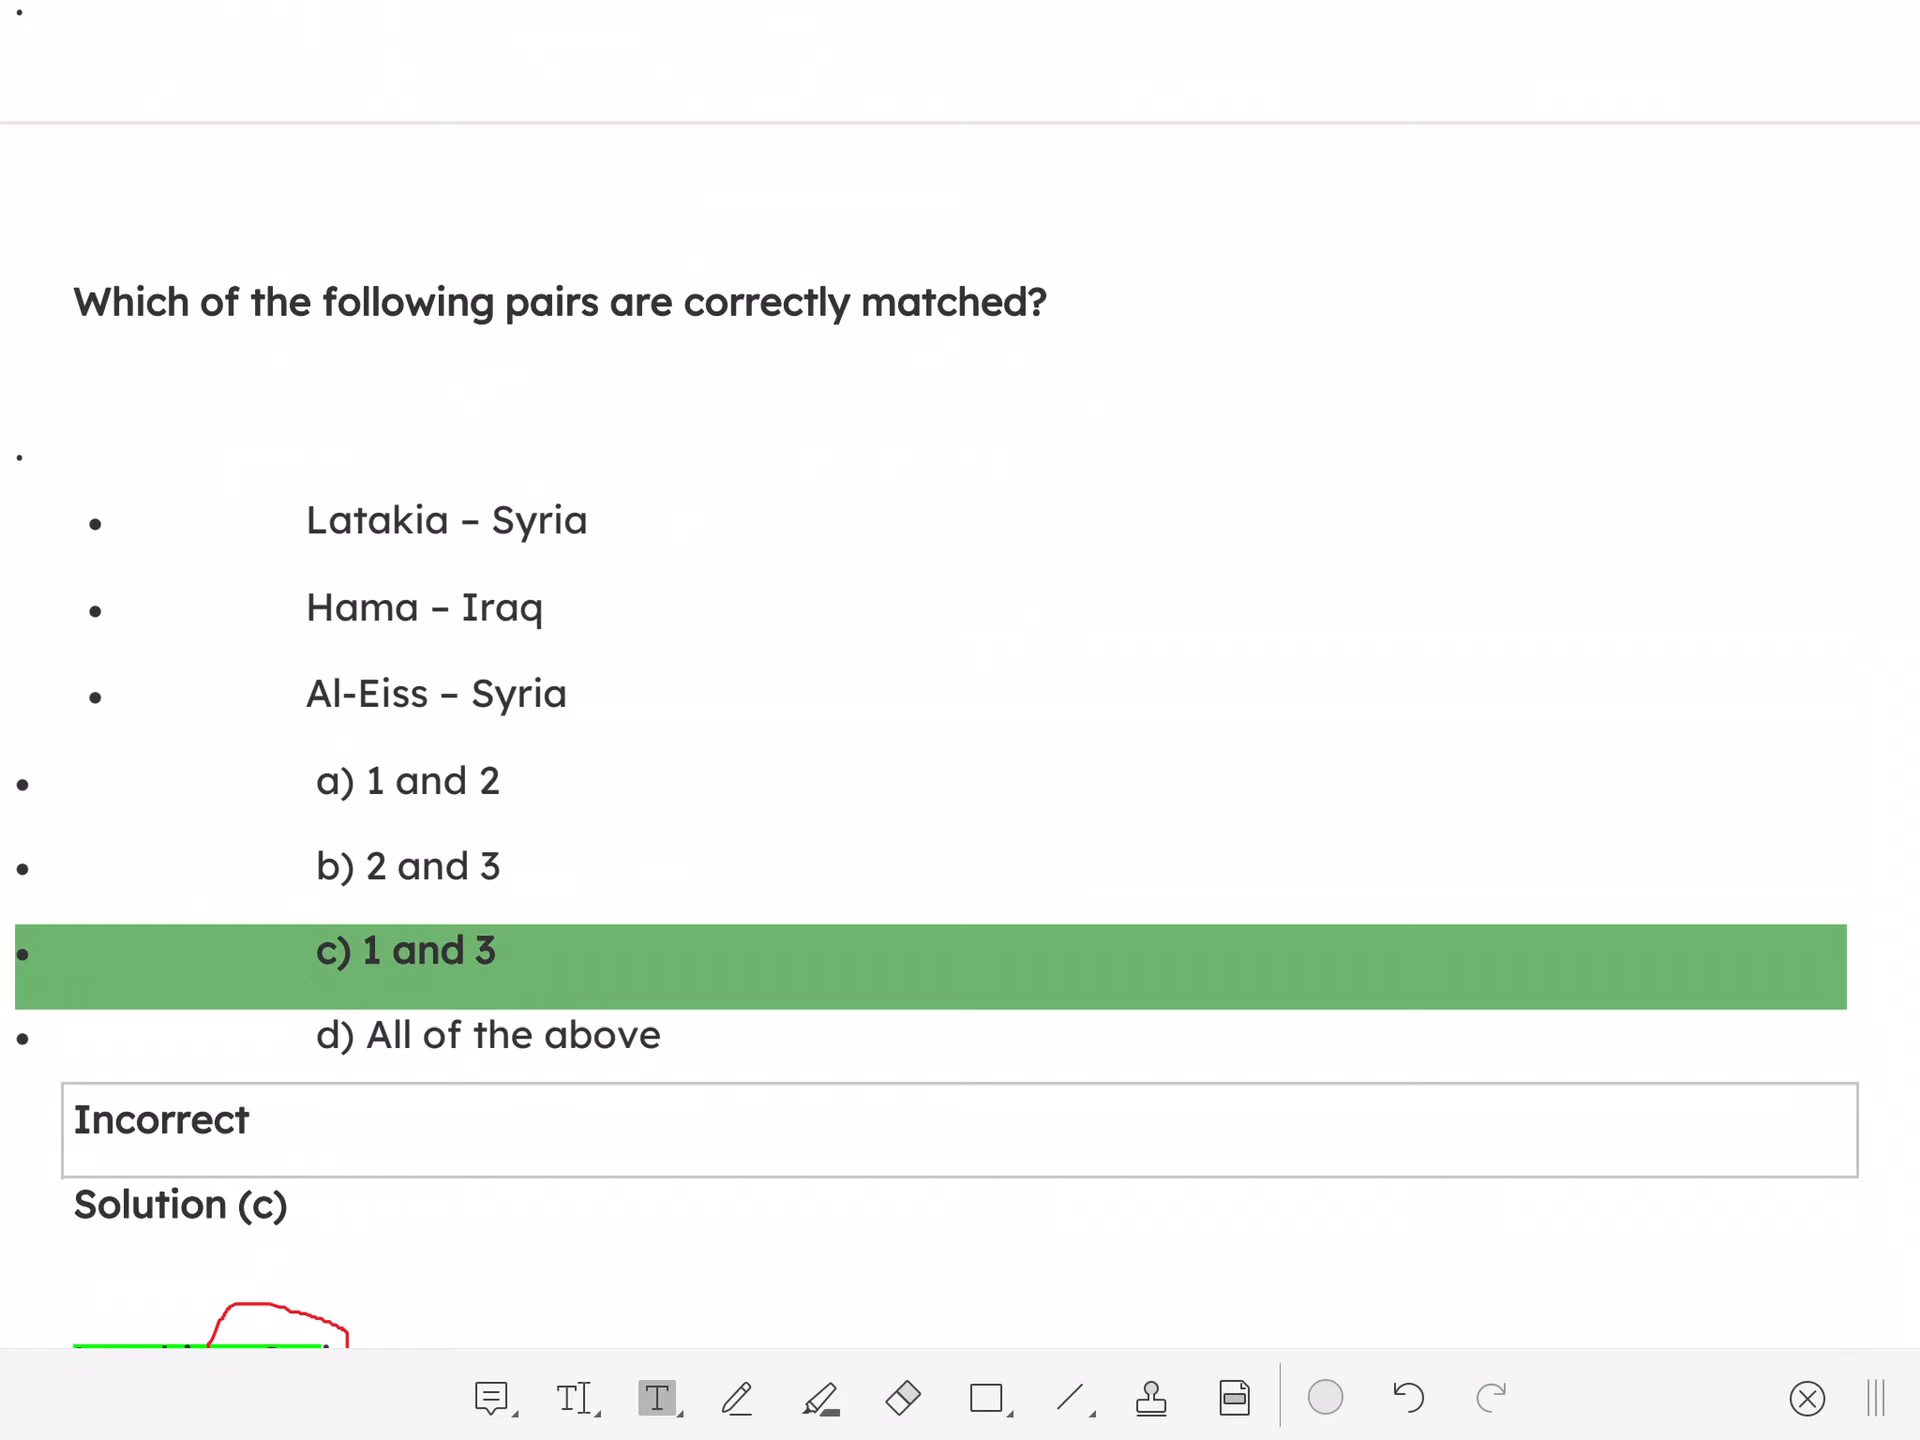 Which of the following pairs are correctly matched?
Latakia – Syria
Hama – Iraq
Al-Eiss – Syria
a) 1 and 2
b) 2 and 3
c) 1 and 3
d) All of the above
Incorrect
Solution (c)